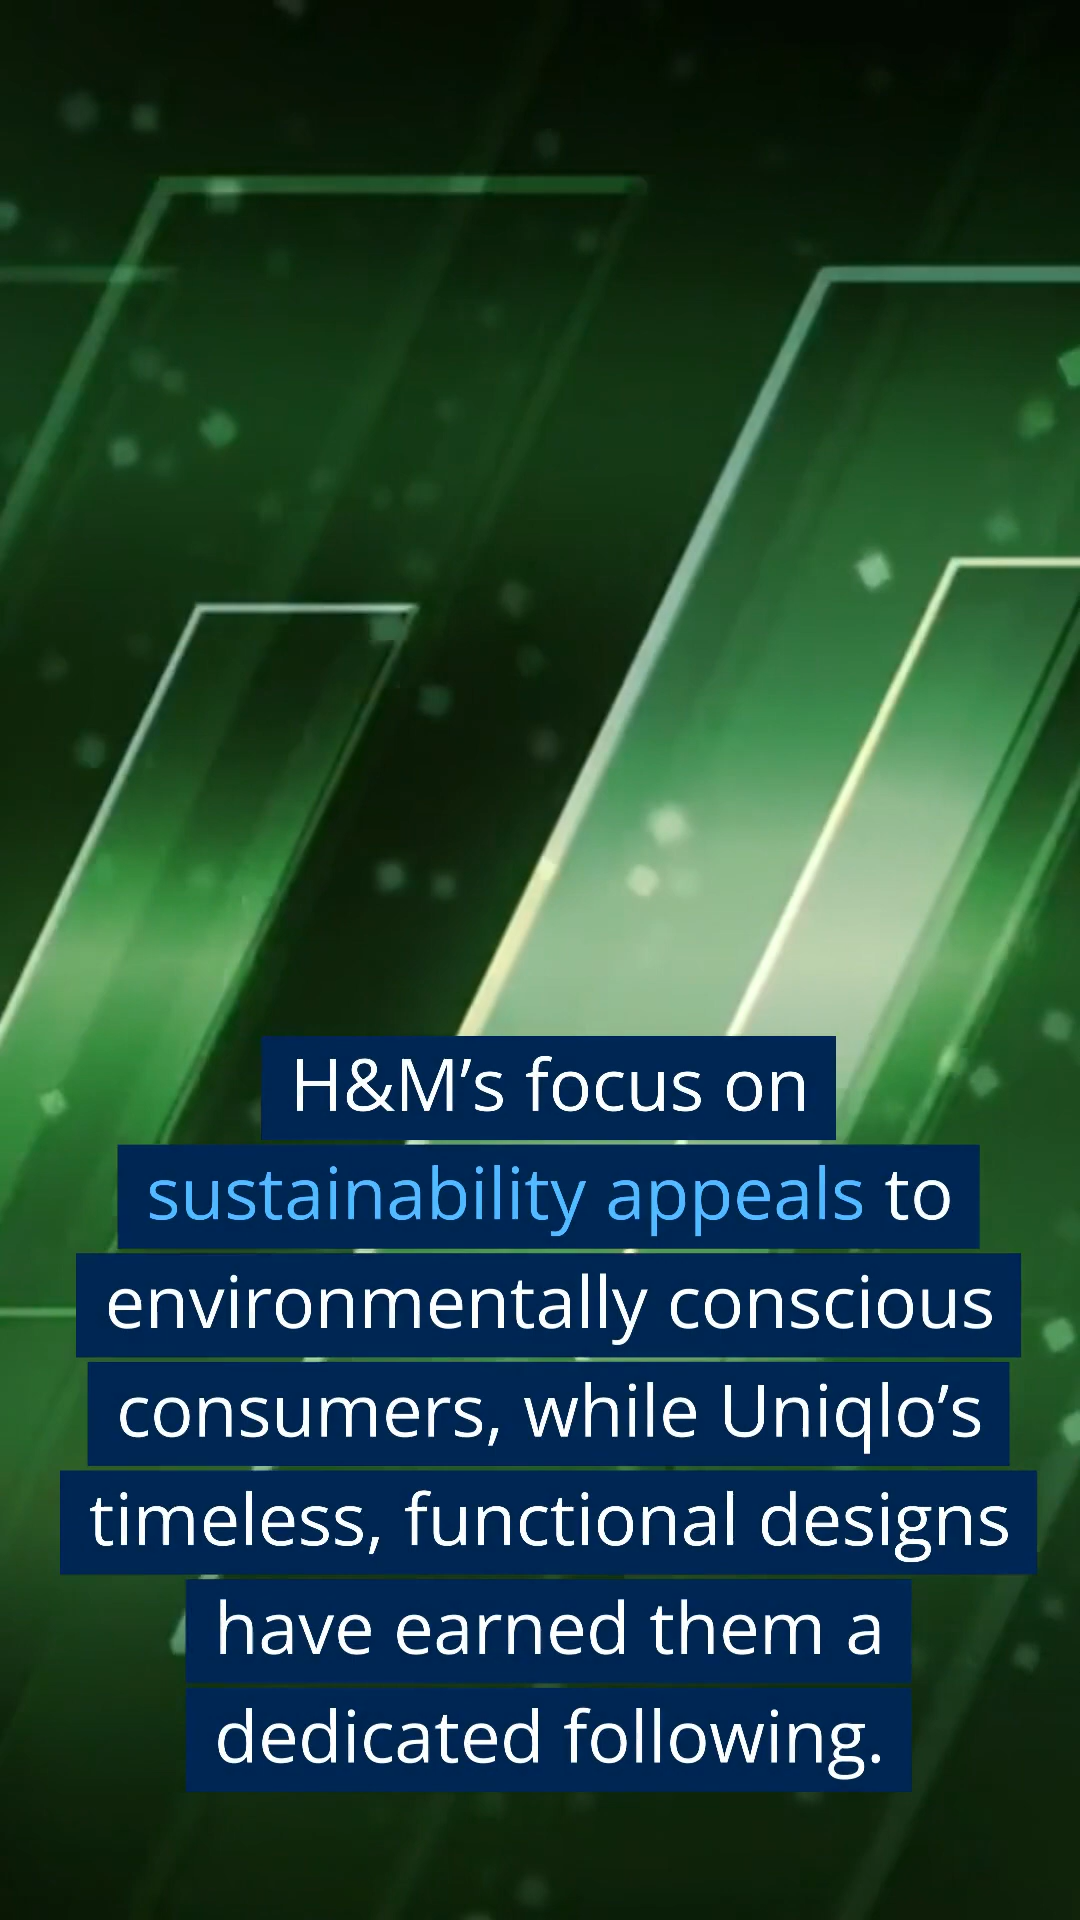 H&M’s focus on
sustainability appeals to
environmentally conscious
consumers, while Uniqlo’s
timeless, functional designs
have earned them a
dedicated following.